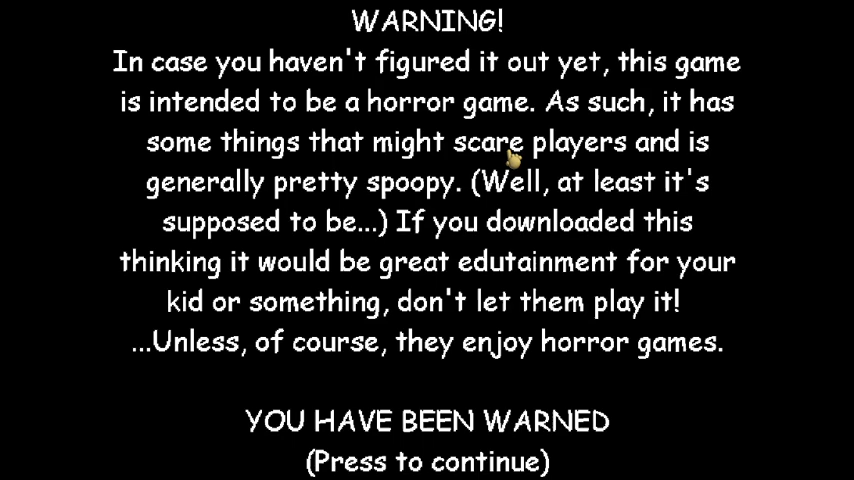 WARNING!
In case you haven't figured it out yet, this game
is intended to be a horror game. As such, it has
some things that might scare players and is
generally pretty spoopy. (Well, at least it's
supposed to be...) If you downloaded this
thinking it would be great edutainment for your
kid or something, don't let them play it!
...Unless, of course, they enjoy horror games.
YOU HAVE BEEN WARNED
(Press to continue)